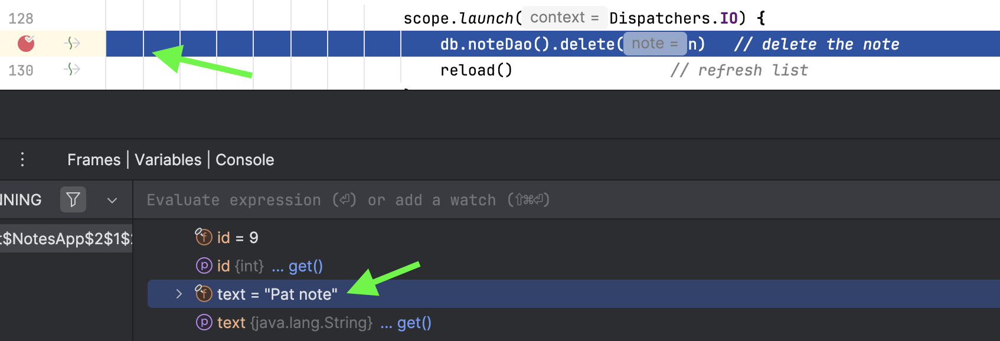 128 scope.launch( context = Dispatchers.IO) {
db.noteDao().delete( note = n) // delete the note
130 reload() // refresh list
Frames | Variables | Console
NNING Evaluate expression (⏎) or add a watch (⇧⌘⏎)
f id = 9
t$NotesApp$2$1$ p id {int} ... get()
f text = "Pat note"
p text {java.lang.String} ... get()